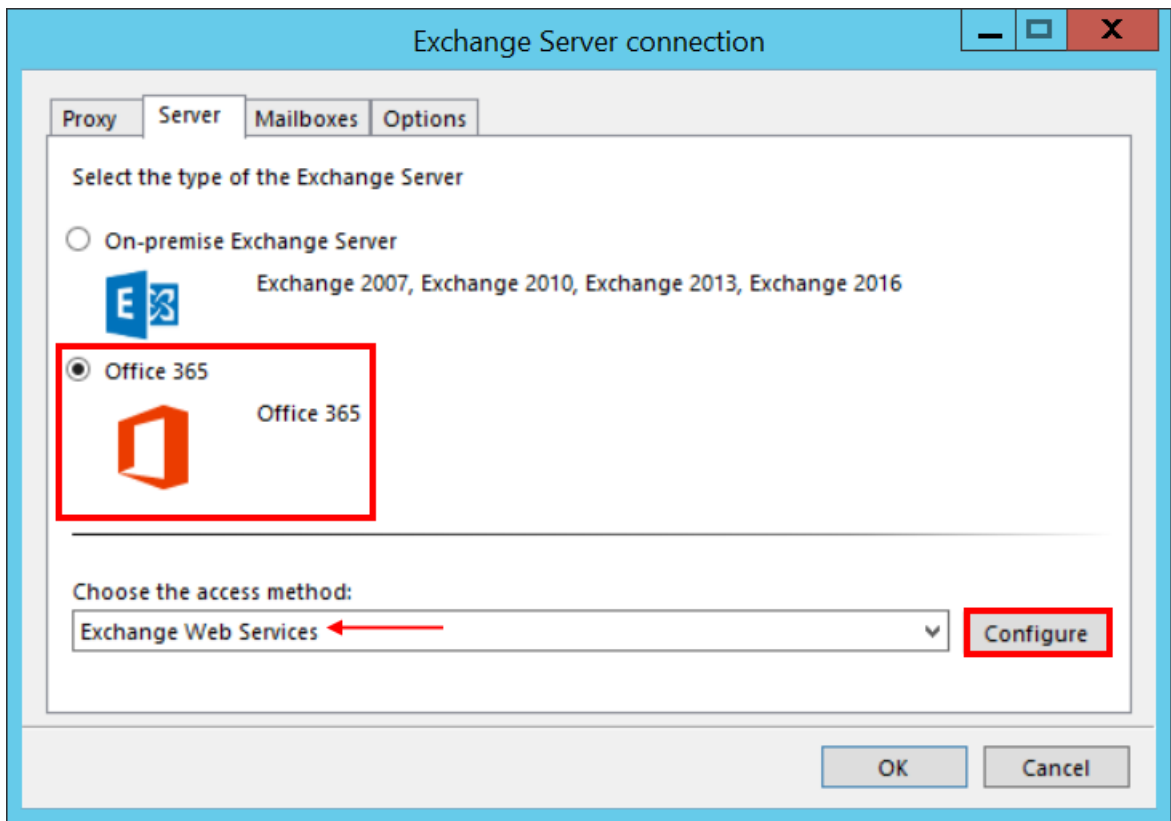 Exchange Server connection
Proxy Server Mailboxes Options
Select the type of the Exchange Server
On-premise Exchange Server
Exchange 2007, Exchange 2010, Exchange 2013, Exchange 2016
Office 365
Office 365
Choose the access method:
Exchange Web Services
Configure
OK Cancel